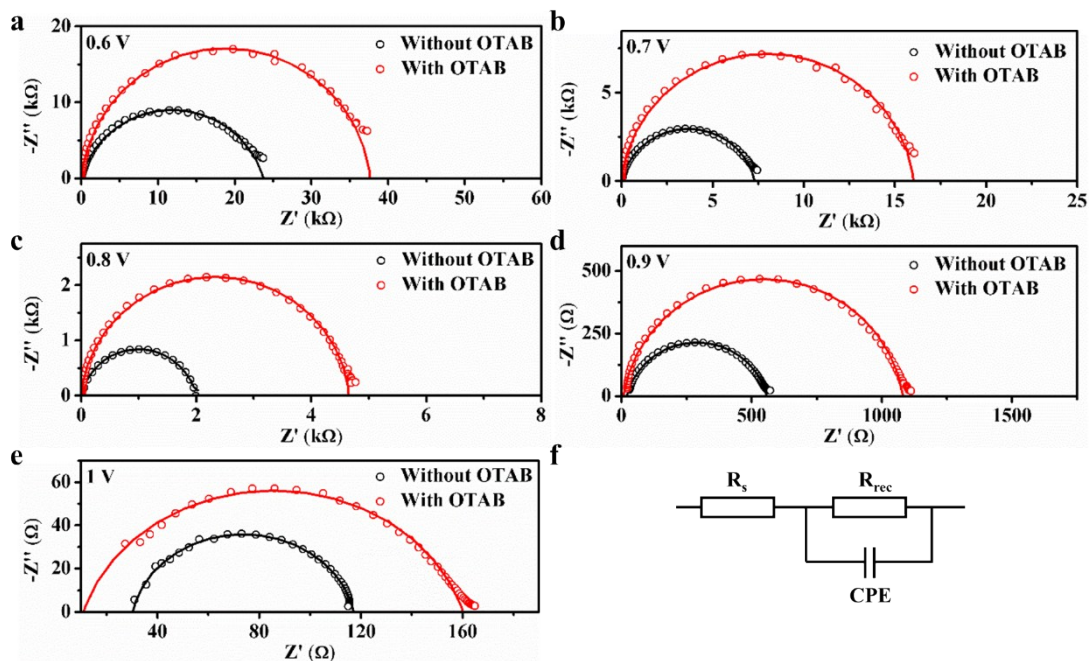 a
0.6 V
Without OTAB
With OTAB
-Z'' (kΩ)
20
10
0
0 10 20 30 40 50 60
Z' (kΩ)
b
0.7 V
Without OTAB
With OTAB
-Z'' (kΩ)
7.5
5
2.5
0
0 5 10 15 20 25
Z' (kΩ)
c
0.8 V
Without OTAB
With OTAB
-Z'' (kΩ)
2
1
0
0 2 4 6 8
Z' (kΩ)
d
0.9 V
Without OTAB
With OTAB
-Z'' (Ω)
500
250
0
0 500 1000 1500
Z' (Ω)
e
1 V
Without OTAB
With OTAB
-Z'' (Ω)
60
40
20
0
40 80 120 160
Z' (Ω)
f
Rs
Rrec
CPE